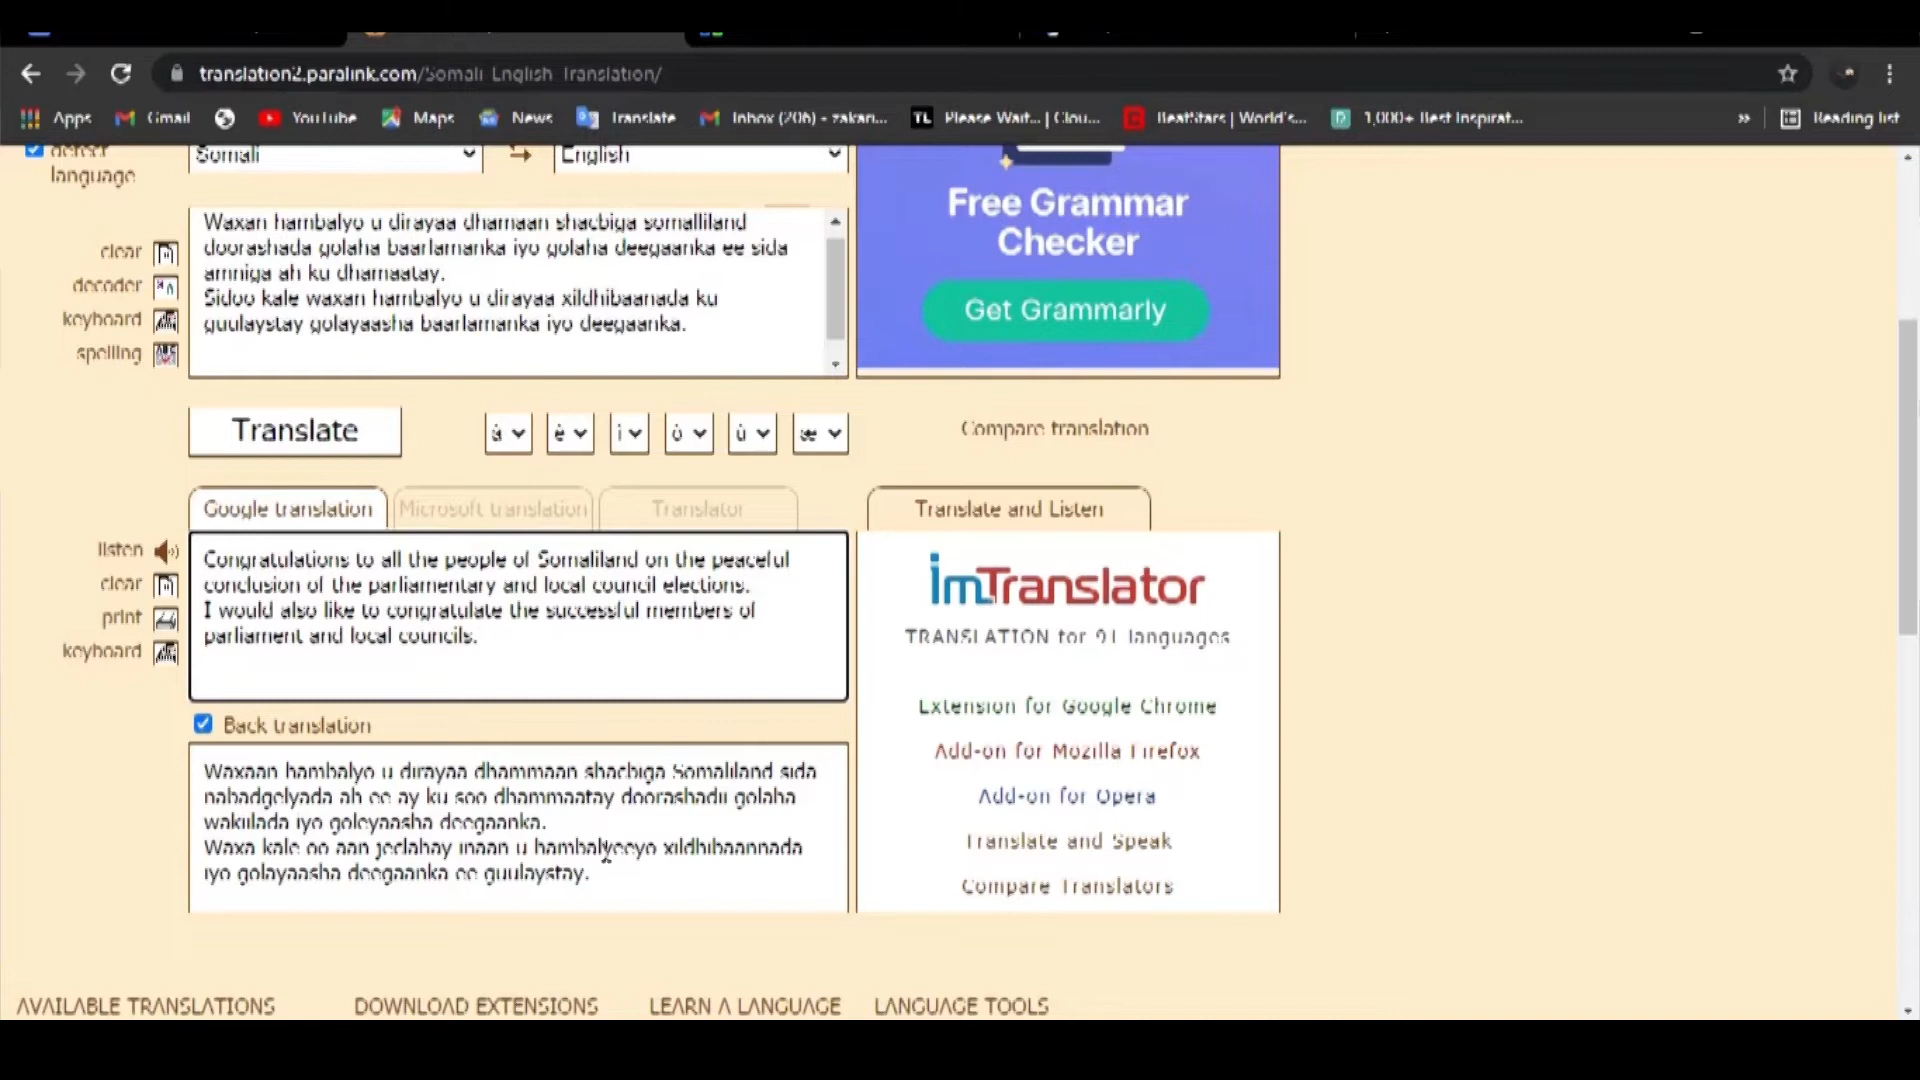 translation2.paralink.com/Somali English Translation/
Apps Gmail YouTube Maps News Translate Inbox (206) - zakari... TL Please Wait... | Clou... BeatStars | World's... 1,000+ Best Inspirat... » Reading list
detect
language
Somali English
Waxan hambalyo u dirayaa dhamaan shacbiga somalliland
doorashada golaha baarlamanka iyo golaha deegaanka ee sida
amniga ah ku dhamaatay.
Sidoo kale waxan hambalyo u dirayaa xildhibaanada ku
guulaystay golayaasha baarlamanka iyo deegaanka.
clear
decoder
keyboard
spelling
Free Grammar
Checker
Get Grammarly
Translate
á è ì ò ù æ
Compare translation
Google translation Microsoft translation Translator
Translate and Listen
listen
clear
print
keyboard
Congratulations to all the people of Somaliland on the peaceful
conclusion of the parliamentary and local council elections.
I would also like to congratulate the successful members of
parliament and local councils.
Back translation
Waxaan hambalyo u dirayaa dhammaan shacbiga Somaliland sida
nabadgelyada ah ee ay ku soo dhammaatay doorashadii golaha
wakiilada iyo goleyaasha deegaanka.
Waxa kale oo aan jeclahay inaan u hambalyeeyo xildhibaannada
iyo golayaasha deegaanka ee guulaystay.
ImTranslator
TRANSLATION for 91 languages
Extension for Google Chrome
Add-on for Mozilla Firefox
Add-on for Opera
Translate and Speak
Compare Translators
AVAILABLE TRANSLATIONS DOWNLOAD EXTENSIONS LEARN A LANGUAGE LANGUAGE TOOLS